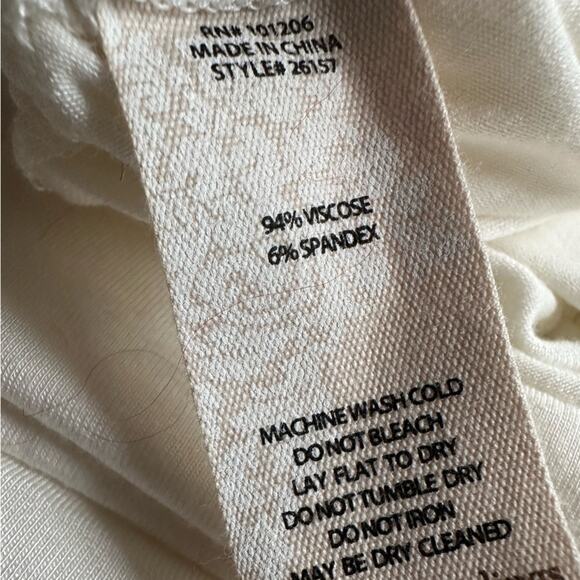 RN# 101206
MADE IN CHINA
STYLE# 26157
94% VISCOSE
6% SPANDEX
MACHINE WASH COLD
DO NOT BLEACH
LAY FLAT TO DRY
DO NOT TUMBLE DRY
DO NOT IRON
MAY BE DRY CLEANED